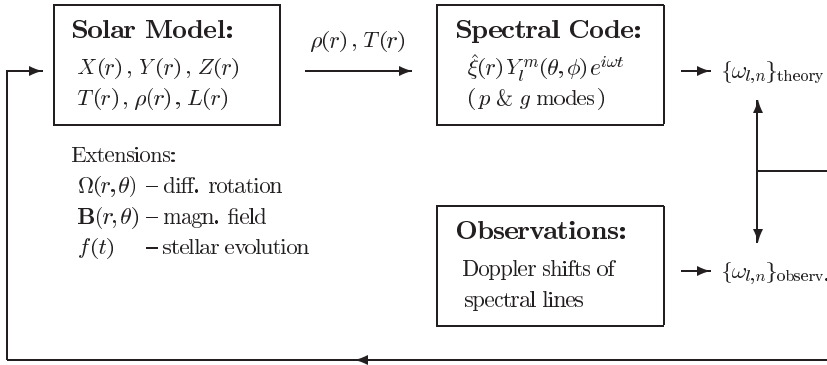 Solar Model:
X(r), Y(r), Z(r)
T(r), ρ(r), L(r)
ρ(r), T(r)
Spectral Code:
ξ̂(r) Y_l^m(θ, ϕ) e^{iωt}
( p & g modes )
{ω_{l,n}}_theory
Extensions:
Ω(r, θ) – diff. rotation
B(r, θ) – magn. field
f(t) – stellar evolution
Observations:
Doppler shifts of
spectral lines
{ω_{l,n}}_observ.